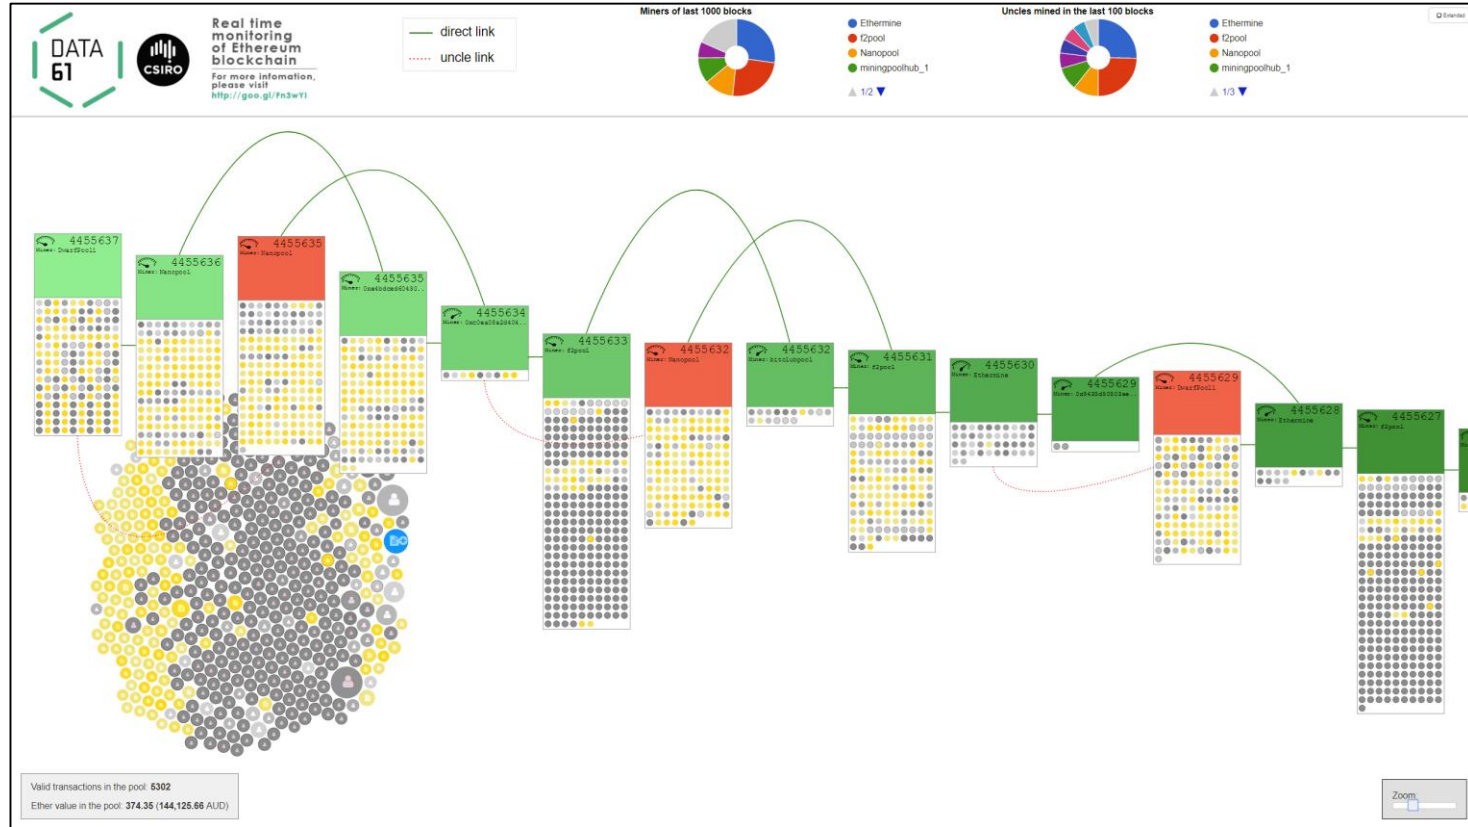 DATA
61
CSIRO
Real time
monitoring
of Ethereum
blockchain
For more infomation,
please visit
http://goo.gl/Fn3wYI
direct link
uncle link
Miners of last 1000 blocks
Ethermine
f2pool
Nanopool
miningpoolhub_1
1/2
Uncles mined in the last 100 blocks
Ethermine
f2pool
Nanopool
miningpoolhub_1
1/3
Extended
4455637
Miner: DwarfPool1
4455636
Miner: Nanopool
4455635
Miner: Nanopool
4455635
4455634
4455633
Miner: f2pool
4455632
Miner: Nanopool
4455632
Miner: bitclubpool
4455631
Miner: f2pool
4455630
Miner: Ethermine
4455629
4455629
Miner: DwarfPool1
4455628
Miner: Ethermine
4455627
Miner: f2pool
Valid transactions in the pool: 5302
Ether value in the pool: 374.35 (144,125.66 AUD)
Zoom: